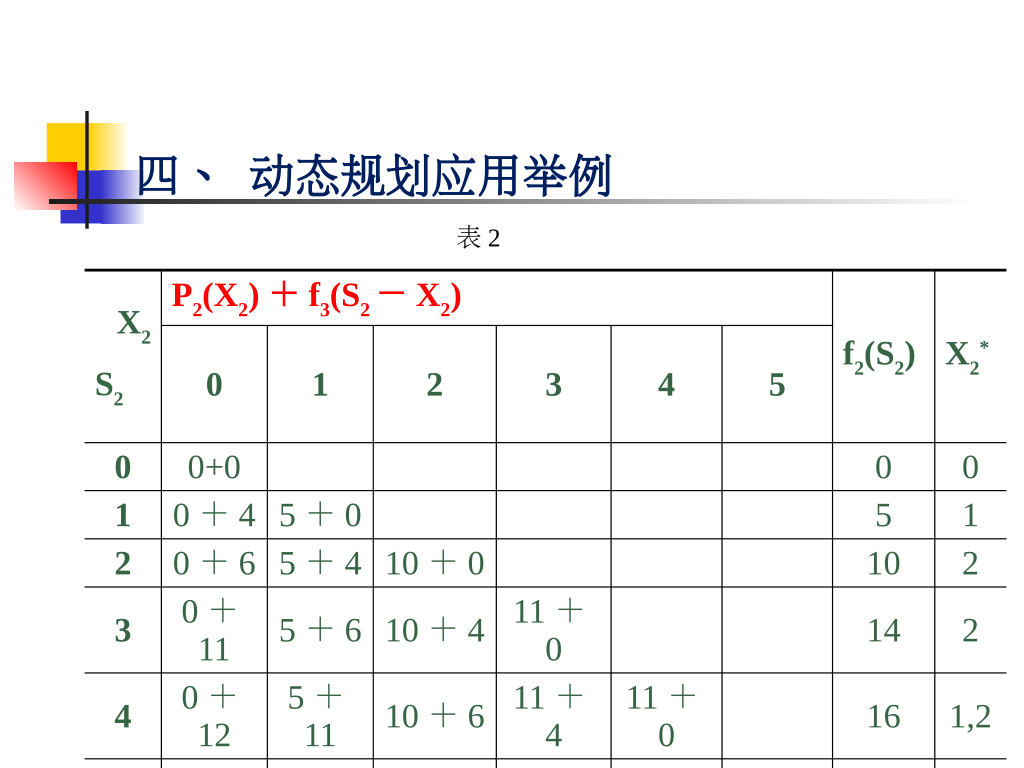 四、 动态规划应用举例
表 2
X2
S2
P2(X2) ＋ f3(S2 － X2)
f2(S2)
X2*
0 1 2 3 4 5
0 0+0 0 0
1 0 ＋ 4 5 ＋ 0 5 1
2 0 ＋ 6 5 ＋ 4 10 ＋ 0 10 2
3 0 ＋ 11 5 ＋ 6 10 ＋ 4 11 ＋ 0 14 2
4 0 ＋ 12 5 ＋ 11 10 ＋ 6 11 ＋ 4 11 ＋ 0 16 1,2